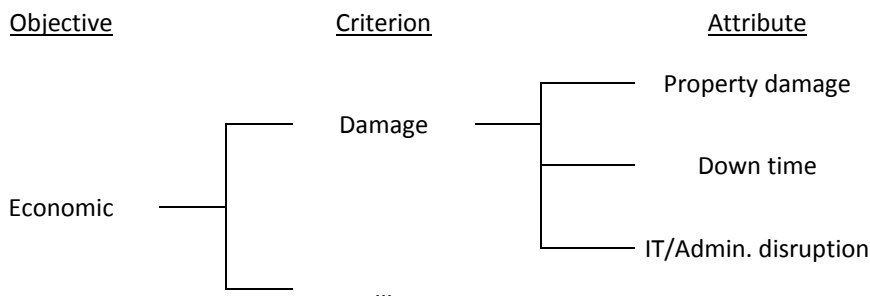 Objective Criterion Attribute
Property damage
Damage
Down time
Economic
IT/Admin. disruption